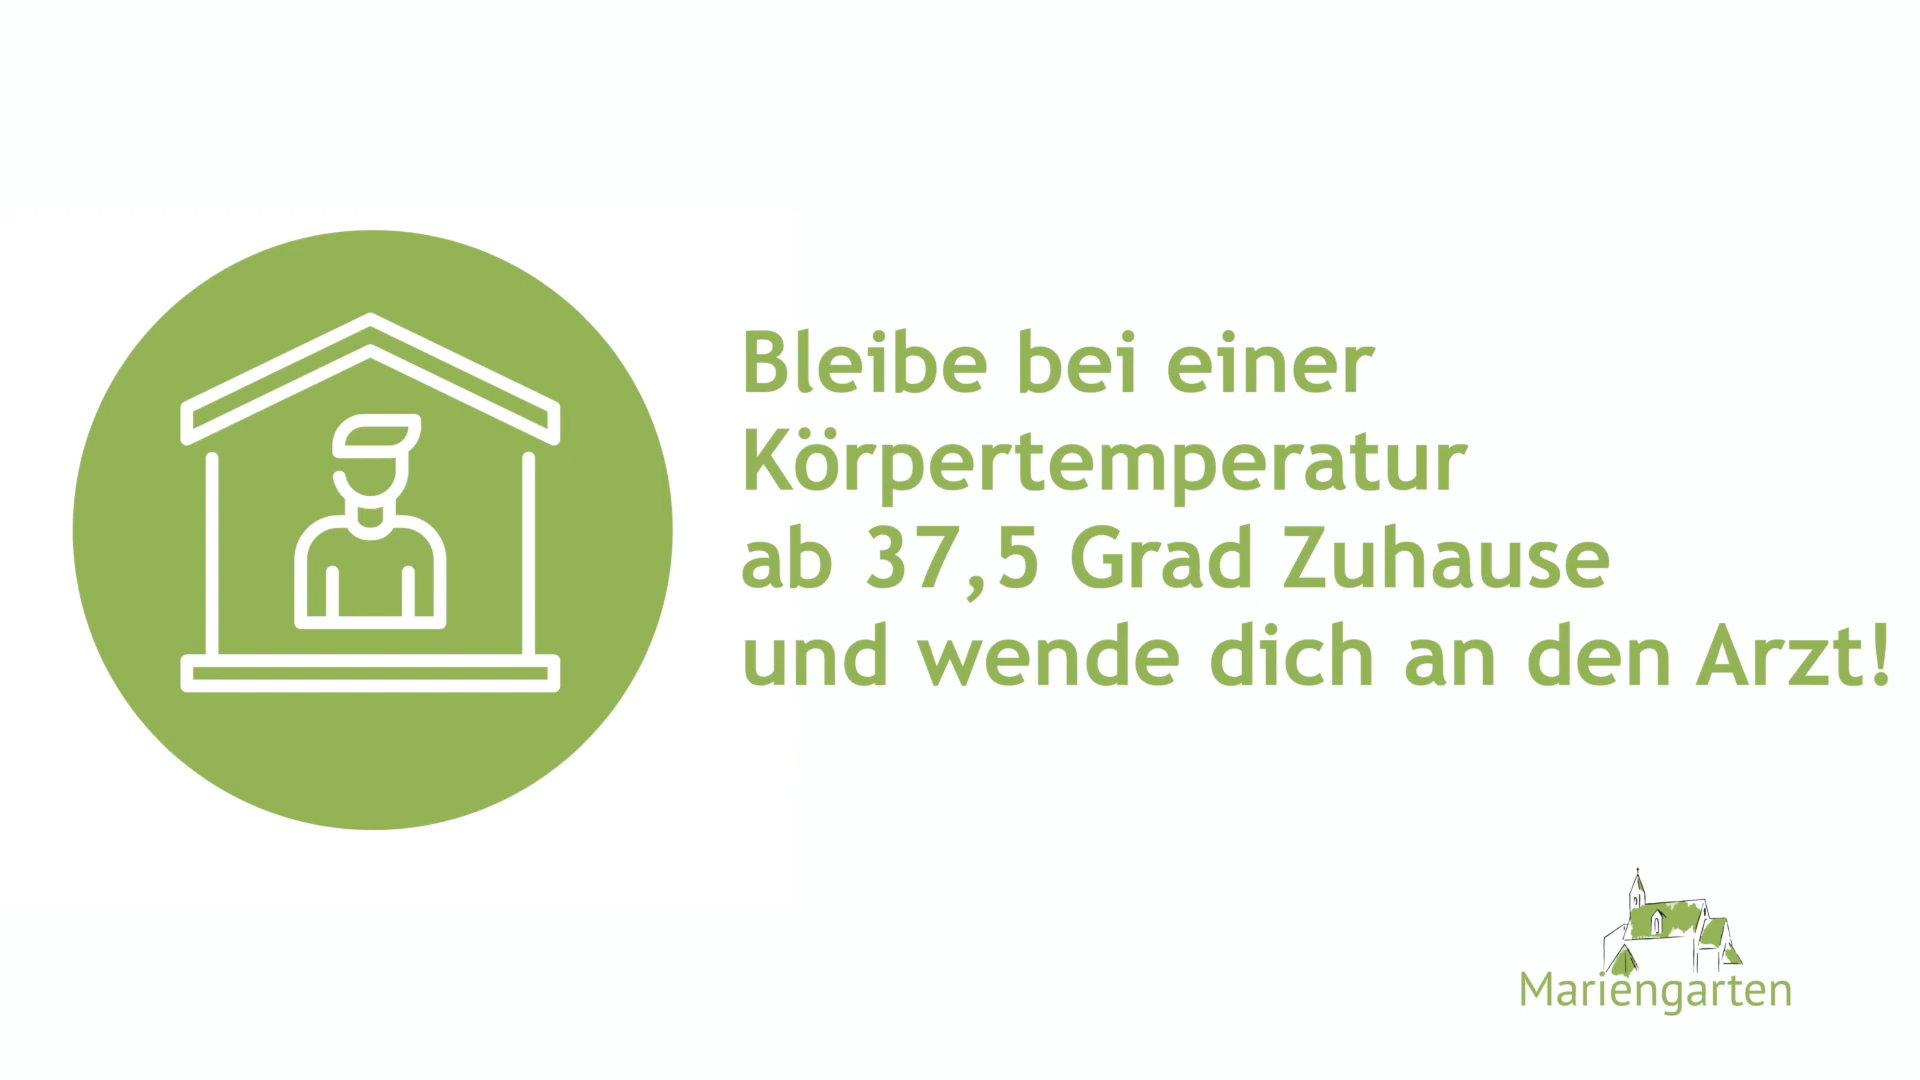 Bleibe bei einer
Körpertemperatur
ab 37,5 Grad Zuhause
und wende dich an den Arzt!
Mariengarten